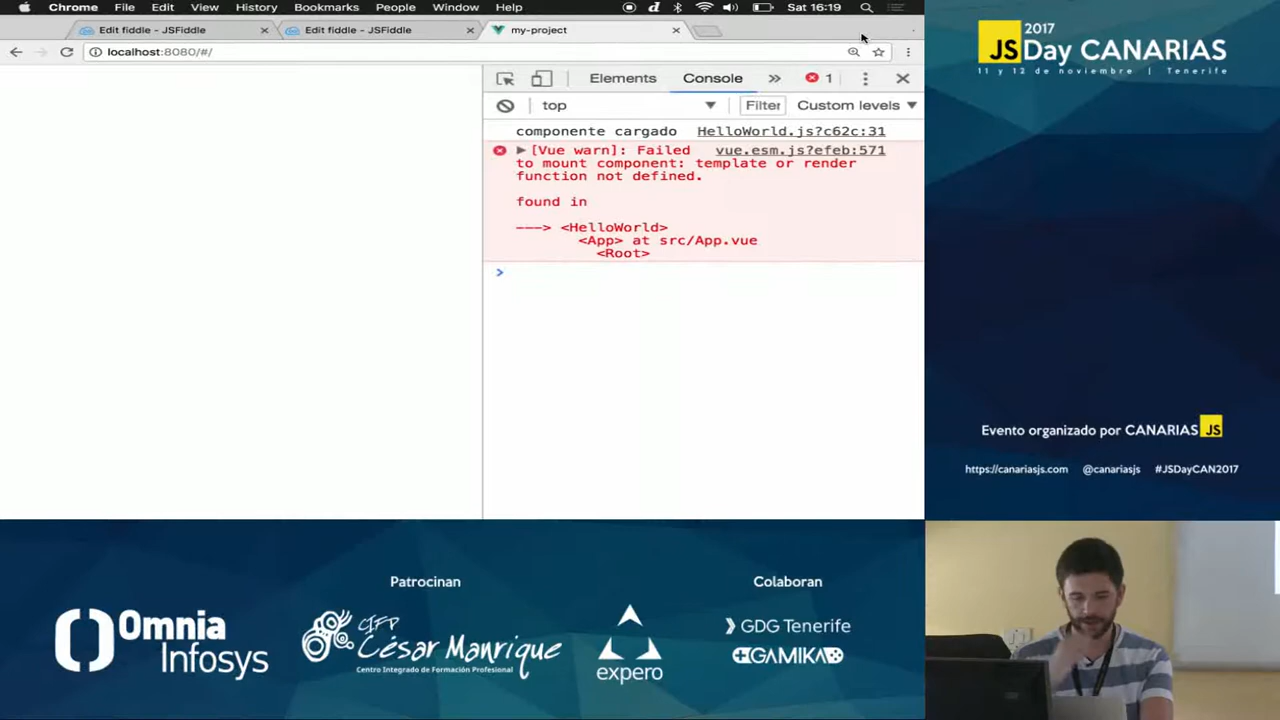 Chrome File Edit View History Bookmarks People Window Help
Sat 16:19
Edit fiddle - JSFiddle
Edit fiddle - JSFiddle
my-project
localhost:8080/#/
Elements Console » 1
top Filter Custom levels
componente cargado HelloWorld.js?c62c:31
[Vue warn]: Failed vue.esm.js?efeb:571
to mount component: template or render
function not defined.
found in
---> <HelloWorld>
<App> at src/App.vue
<Root>
>
2017
JSDay CANARIAS
11 y 12 de noviembre | Tenerife
Evento organizado por CANARIAS JS
https://canariasjs.com @canariasjs #JSDayCAN2017
Patrocinan
Colaboran
Omnia
Infosys
CIFP
César Manrique
Centro Integrado de Formación Profesional
expero
GDG Tenerife
GAMIKA